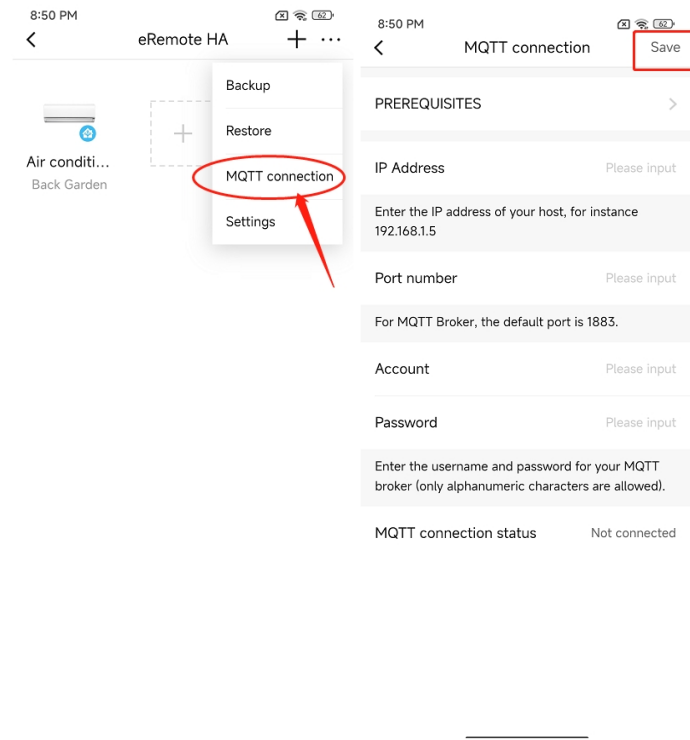 8:50 PM
62
eRemote HA
Backup
Restore
MQTT connection
Settings
Air conditi...
Back Garden
8:50 PM
62
MQTT connection
Save
PREREQUISITES
IP Address
Please input
Enter the IP address of your host, for instance
192.168.1.5
Port number
Please input
For MQTT Broker, the default port is 1883.
Account
Please input
Password
Please input
Enter the username and password for your MQTT
broker (only alphanumeric characters are allowed).
MQTT connection status
Not connected